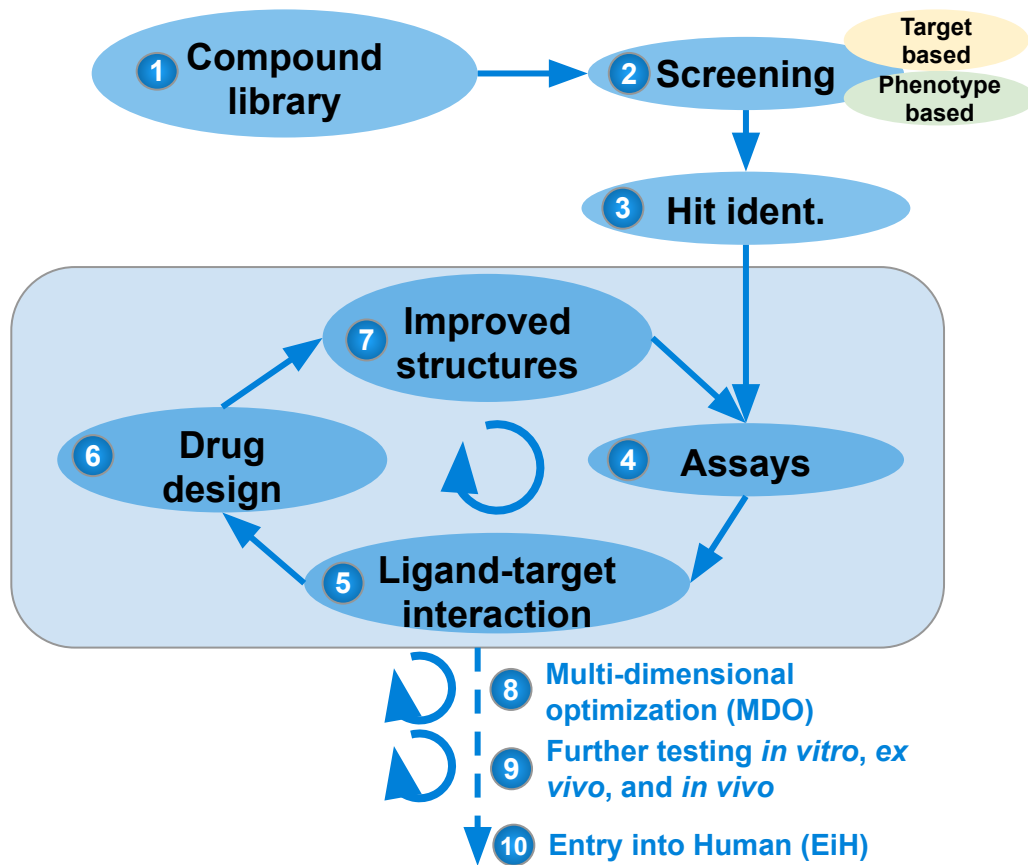 1 Compound
library
2 Screening
Target
based
Phenotype
based
3 Hit ident.
7 Improved
structures
6 Drug
design
4 Assays
5 Ligand-target
interaction
8 Multi-dimensional
optimization (MDO)
9 Further testing in vitro, ex
vivo, and in vivo
10 Entry into Human (EiH)